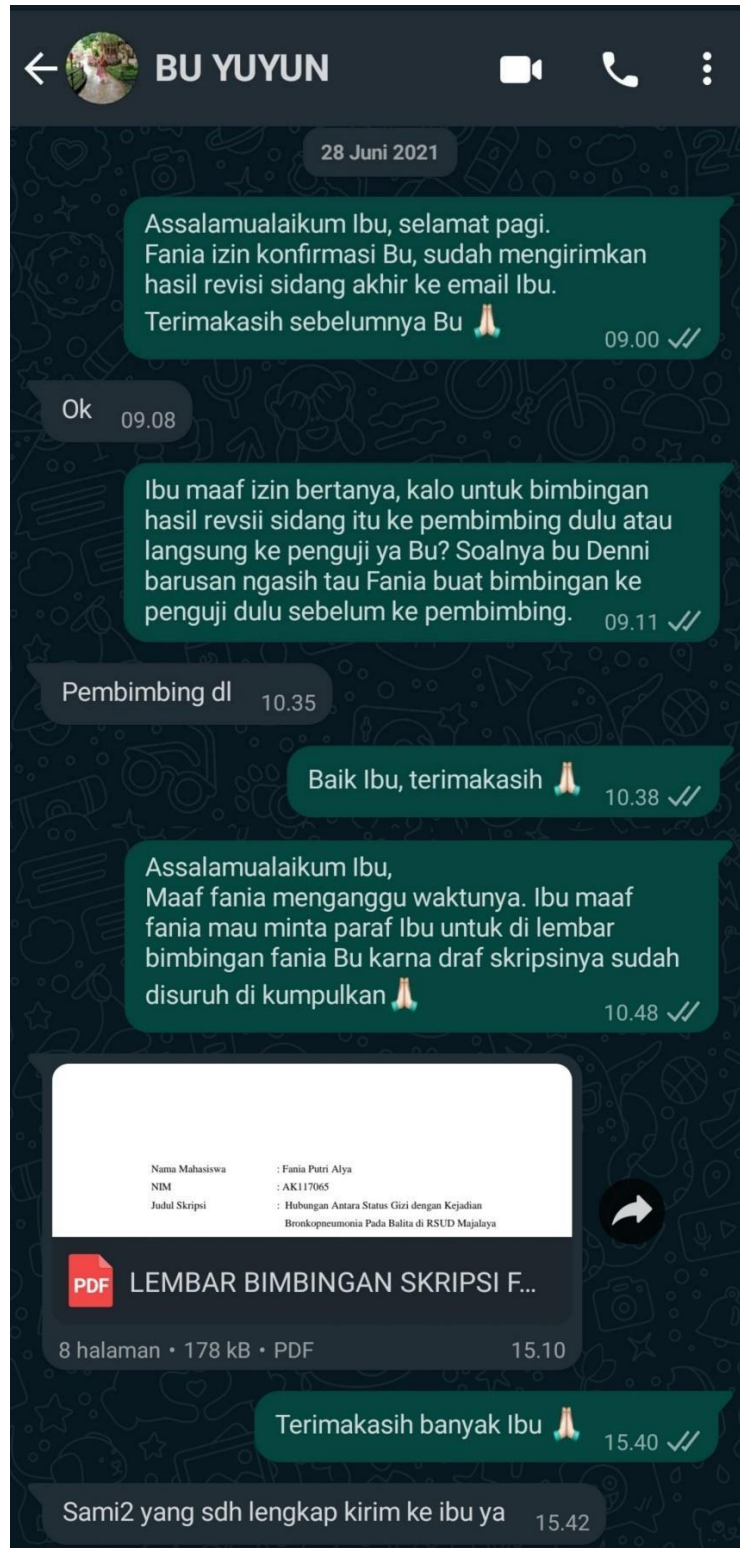 BU YUYUN
28 Juni 2021
Assalamualaikum Ibu, selamat pagi.
Fania izin konfirmasi Bu, sudah mengirimkan
hasil revisi sidang akhir ke email Ibu.
Terimakasih sebelumnya Bu 🙏🏻
09.00
Ok
09.08
Ibu maaf izin bertanya, kalo untuk bimbingan
hasil revsii sidang itu ke pembimbing dulu atau
langsung ke penguji ya Bu? Soalnya bu Denni
barusan ngasih tau Fania buat bimbingan ke
penguji dulu sebelum ke pembimbing.
09.11
Pembimbing dl
10.35
Baik Ibu, terimakasih 🙏🏻
10.38
Assalamualaikum Ibu,
Maaf fania menganggu waktunya. Ibu maaf
fania mau minta paraf Ibu untuk di lembar
bimbingan fania Bu karna draf skripsinya sudah
disuruh di kumpulkan 🙏🏻
10.48
Nama Mahasiswa : Fania Putri Alya
NIM : AK117065
Judul Skripsi : Hubungan Antara Status Gizi dengan Kejadian
Bronkopneumonia Pada Balita di RSUD Majalaya
PDF LEMBAR BIMBINGAN SKRIPSI F...
8 halaman • 178 kB • PDF
15.10
Terimakasih banyak Ibu 🙏🏻
15.40
Sami2 yang sdh lengkap kirim ke ibu ya
15.42